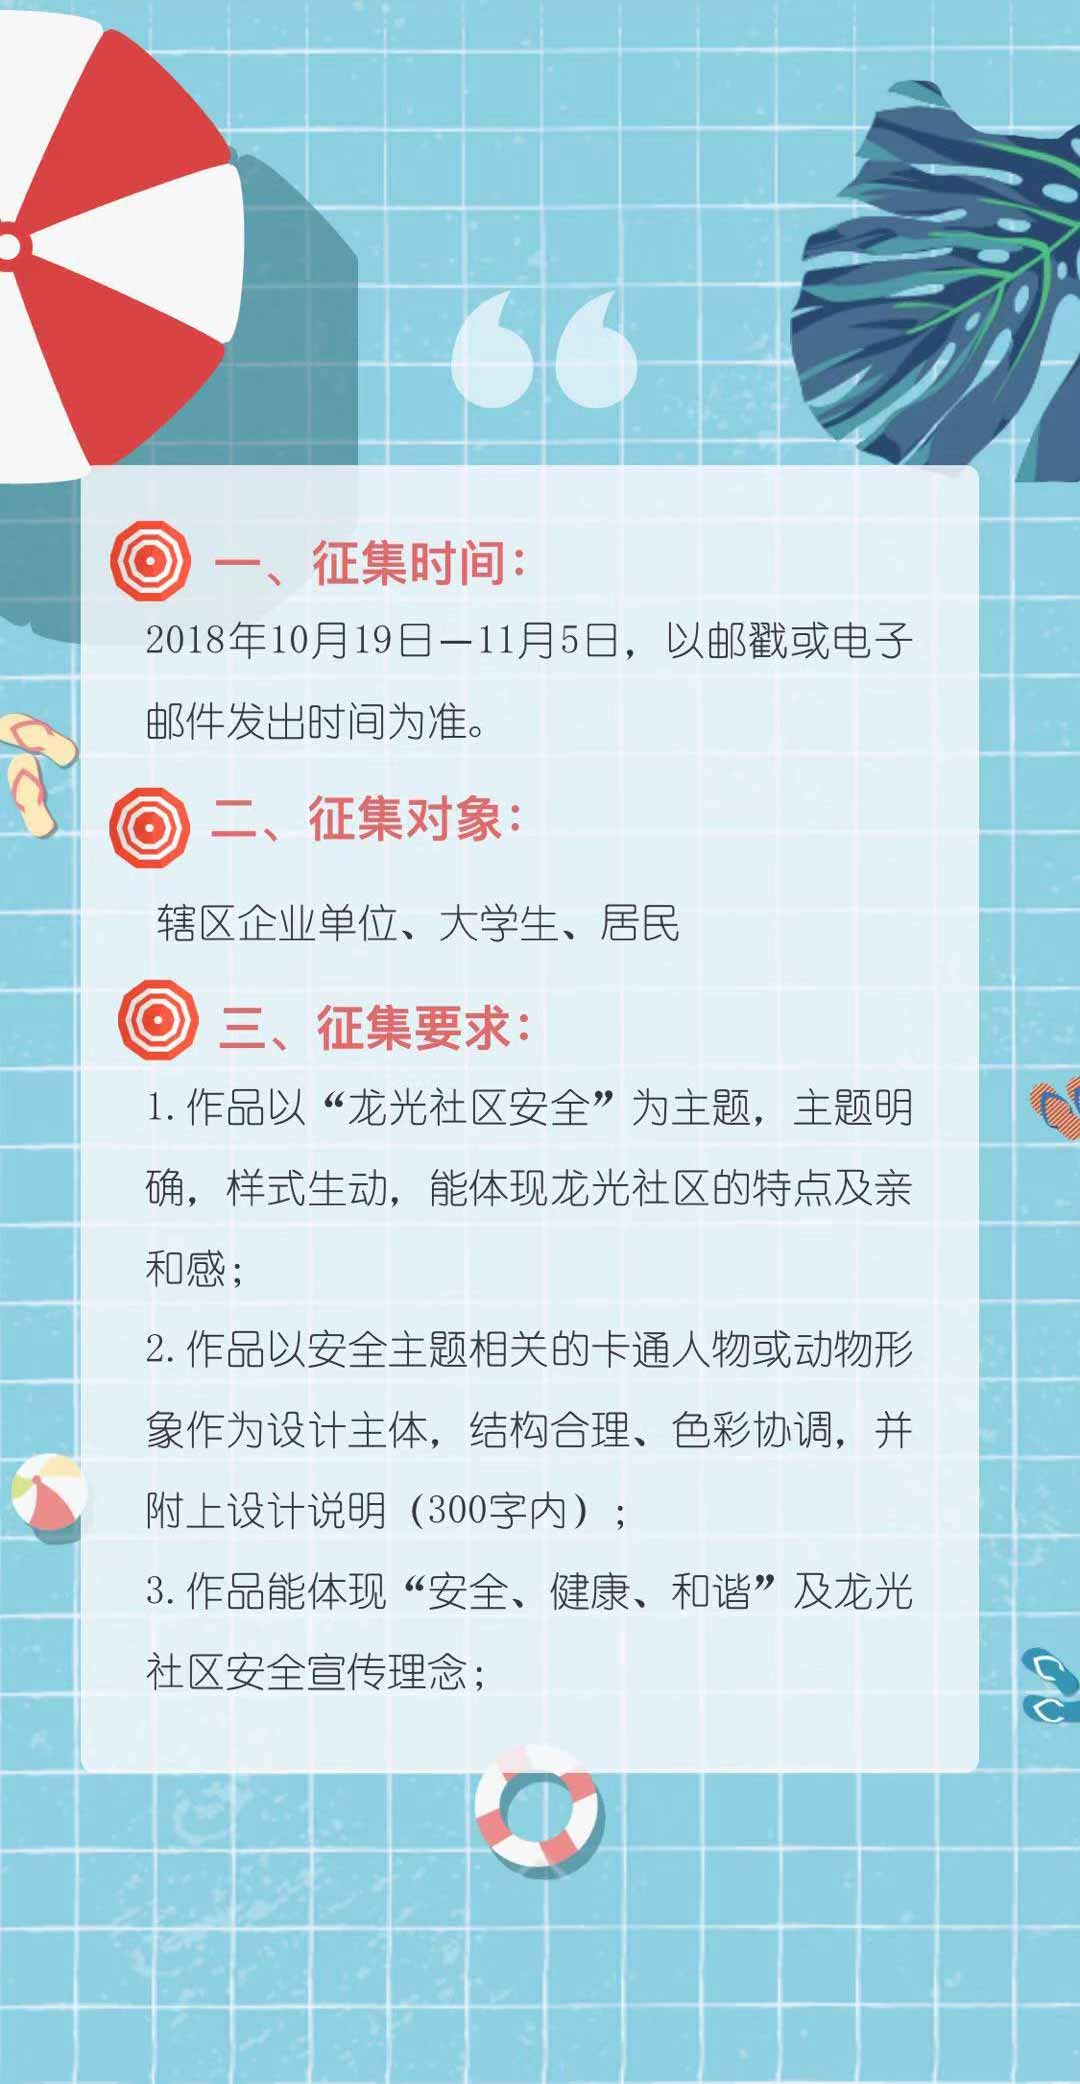 一、征集时间：
2018年10月19日—11月5日，以邮戳或电子
邮件发出时间为准。
二、征集对象：
辖区企业单位、大学生、居民
三、征集要求：
1.作品以“龙光社区安全”为主题，主题明
确，样式生动，能体现龙光社区的特点及亲
和感；
2.作品以安全主题相关的卡通人物或动物形
象作为设计主体，结构合理、色彩协调，并
附上设计说明（300字内）；
3.作品能体现“安全、健康、和谐”及龙光
社区安全宣传理念；